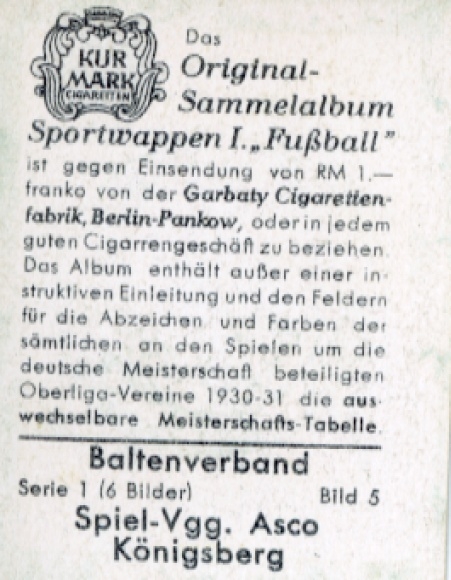 KUR
MARK
CIGARETTEN
Das
Original-
Sammelalbum
Sportwappen I. „Fußball”
ist gegen Einsendung von RM 1.—
franko von der Garbaty Cigaretten-
fabrik, Berlin-Pankow, oder in jedem
guten Cigarrengeschäft zu beziehen.
Das Album enthält außer einer in-
struktiven Einleitung und den Feldern
für die Abzeichen und Farben der
sämtlichen an den Spielen um die
deutsche Meisterschaft beteiligten
Oberliga-Vereine 1930-31 die aus-
wechselbare Meisterschafts-Tabelle.
Baltenverband
Serie 1 (6 Bilder) Bild 5
Spiel-Vgg. Asco
Königsberg